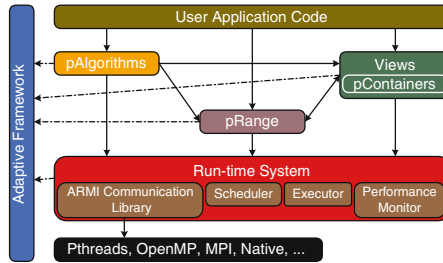 User Application Code
Adaptive Framework
pAlgorithms
Views
pContainers
pRange
Run-time System
ARMI Communication
Library
Scheduler
Executor
Performance
Monitor
Pthreads, OpenMP, MPI, Native, ...